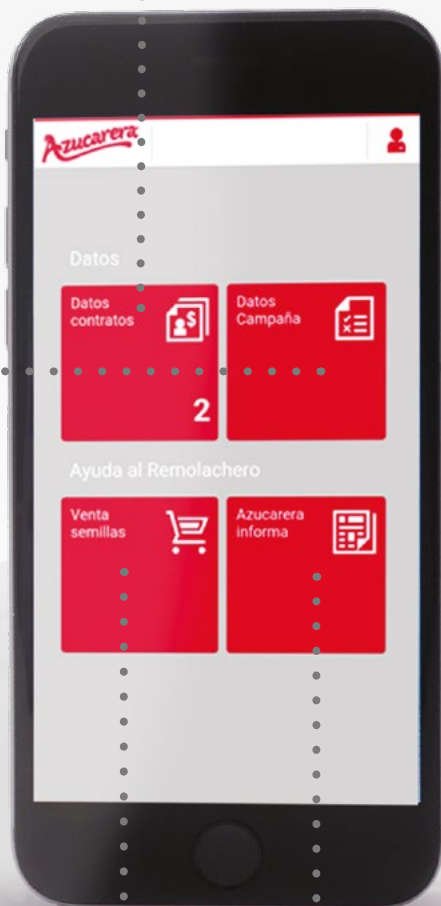 Azucarera
Datos
Datos
contratos
2
Datos
Campaña
Ayuda al Remolachero
Venta
semillas
Azucarera
informa